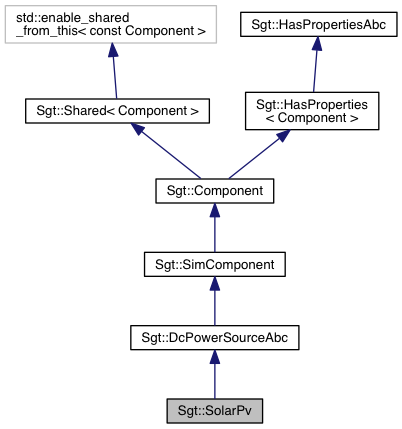 std::enable_shared
_from_this< const Component >
Sgt::HasPropertiesAbc
Sgt::Shared< Component >
Sgt::HasProperties
< Component >
Sgt::Component
Sgt::SimComponent
Sgt::DcPowerSourceAbc
Sgt::SolarPv